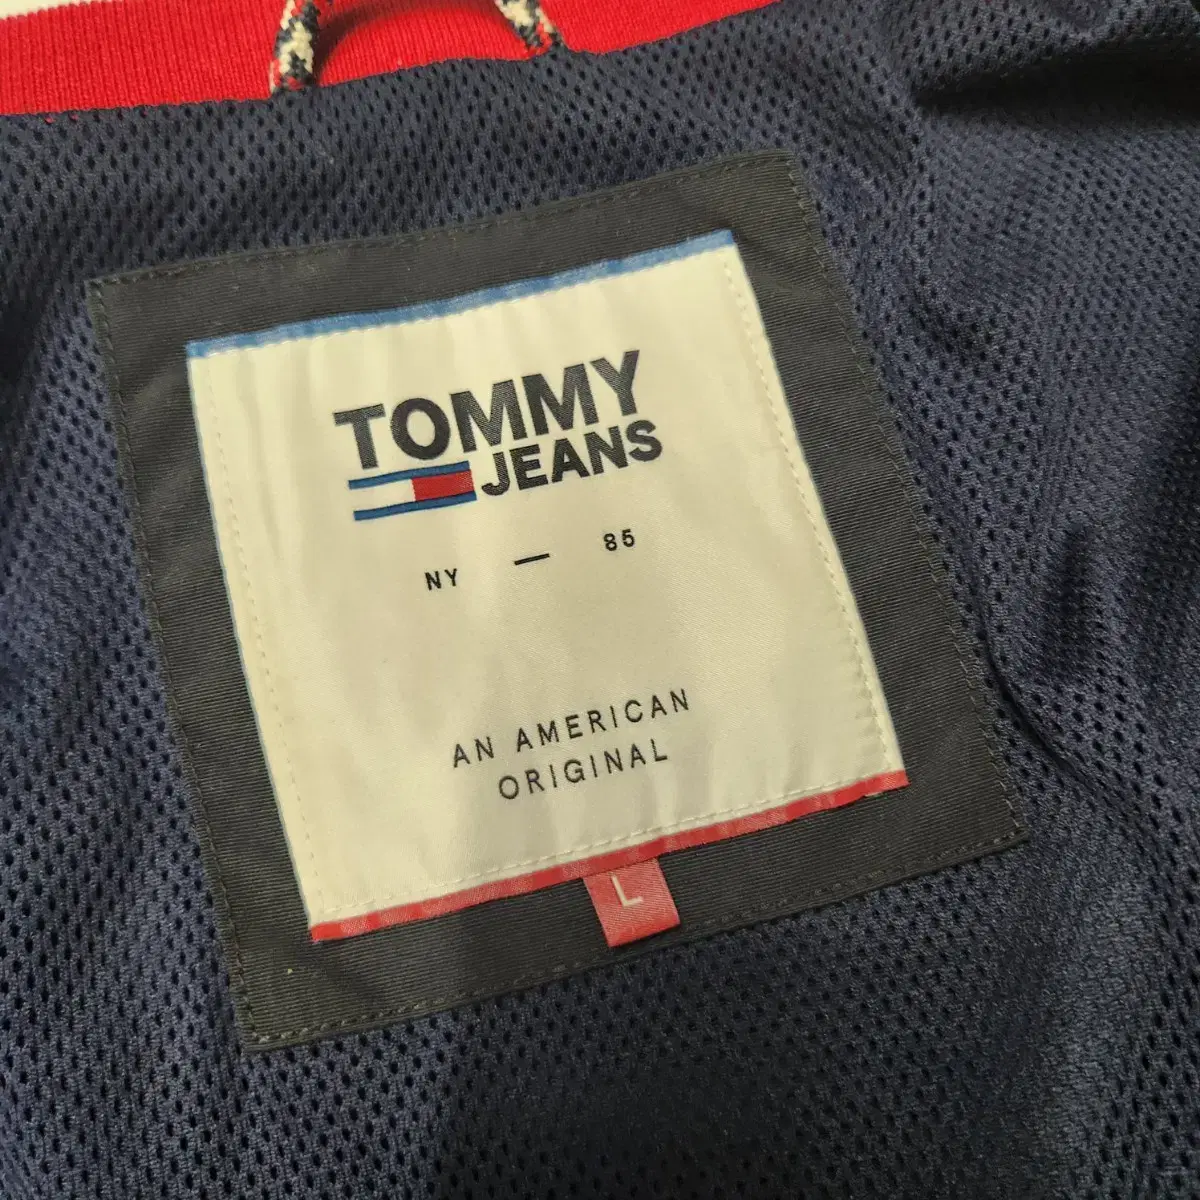 TOMMY
JEANS
NY — 85
AN AMERICAN
ORIGINAL
L